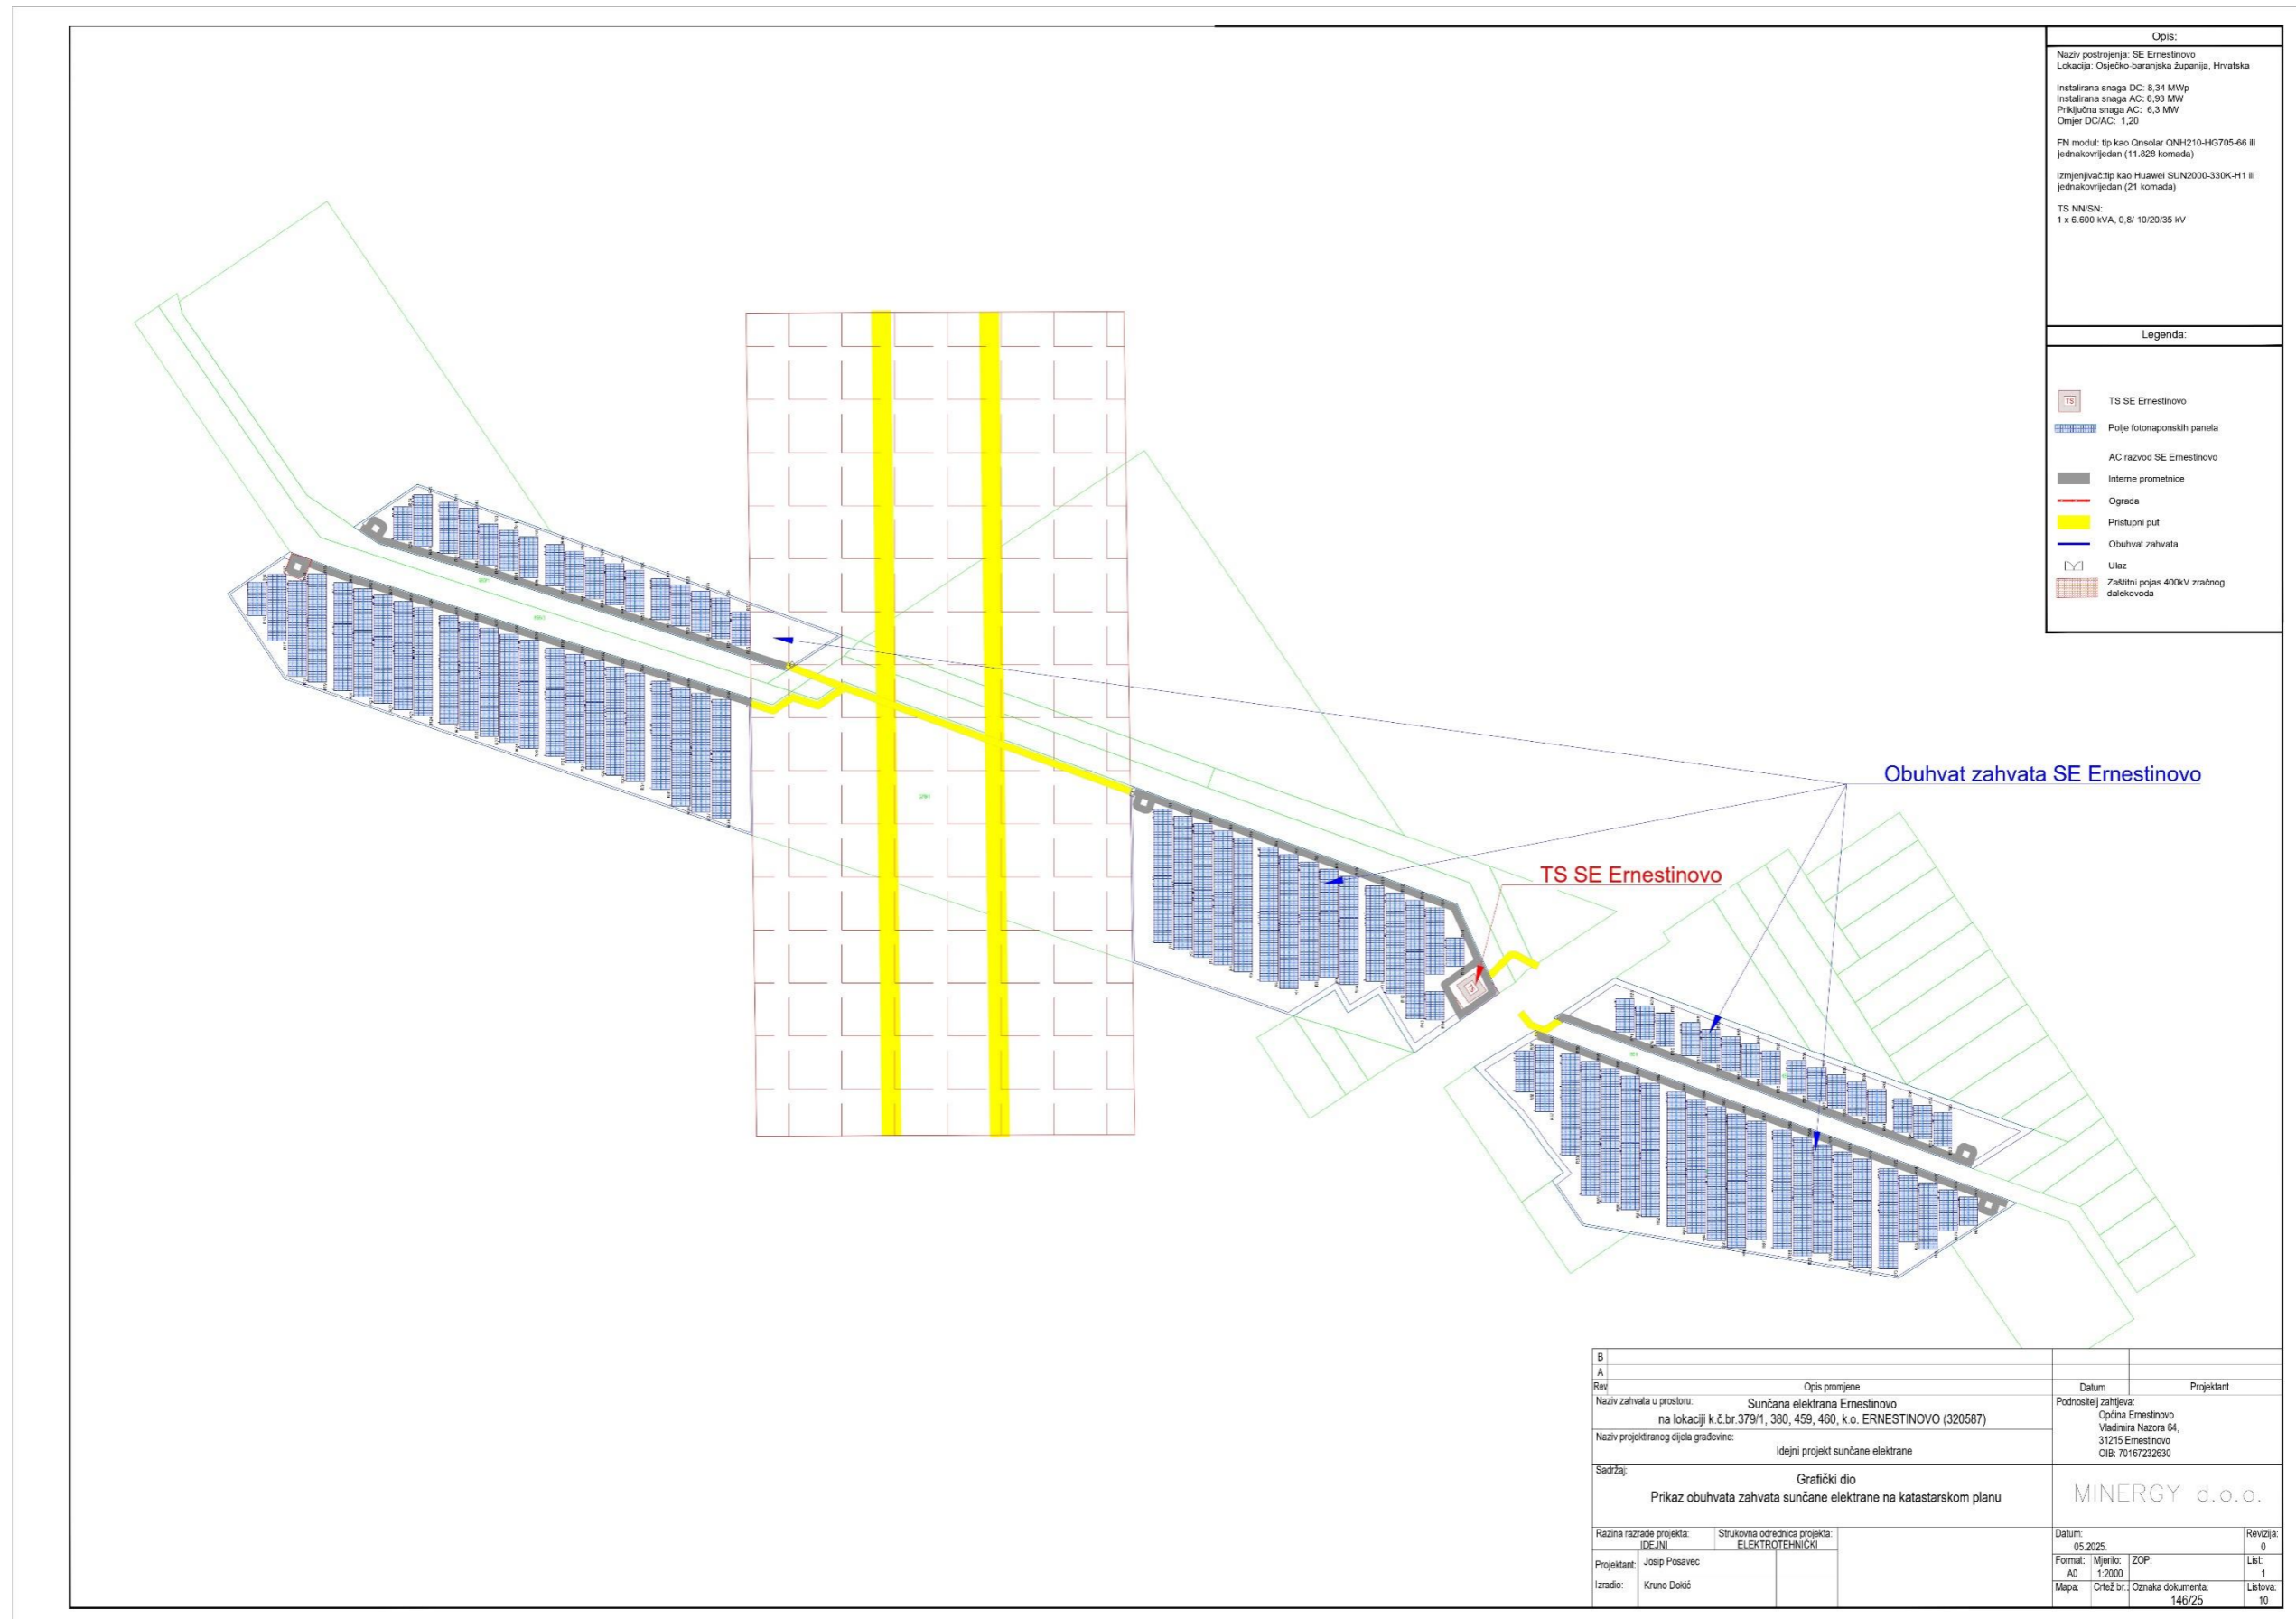 Opis:
Naziv postrojenja: SE Ernestinovo
Lokacija: Osječko-baranjska županija, Hrvatska
Instalirana snaga DC: 8,34 MWp
Instalirana snaga AC: 6,93 MW
Priključna snaga AC: 6,3 MW
Omjer DC/AC: 1,20
FN modul: tip kao Qnsolar QNH210-HG705-66 ili
jednakovrijedan (11.828 komada)
Izmjenjivač:tip kao Huawei SUN2000-330K-H1 ili
jednakovrijedan (21 komada)
TS NN/SN:
1 x 6.600 kVA, 0,8/ 10/20/35 kV
Legenda:
TS
TS SE Ernestinovo
Polje fotonaponskih panela
AC razvod SE Ernestinovo
Interne prometnice
Ograda
Pristupni put
Obuhvat zahvata
Ulaz
Zaštitni pojas 400kV zračnog
dalekovoda
Obuhvat zahvata SE Ernestinovo
TS SE Ernestinovo
TS
B
A
Rev
Opis promjene
Datum
Projektant
Naziv zahvata u prostoru:
Sunčana elektrana Ernestinovo
na lokaciji k.č.br.379/1, 380, 459, 460, k.o. ERNESTINOVO (320587)
Podnositelj zahtjeva:
Općina Ernestinovo
Vladimira Nazora 64,
31215 Ernestinovo
OIB: 70167232630
Naziv projektiranog dijela građevine:
Idejni projekt sunčane elektrane
Sadržaj:
Grafički dio
Prikaz obuhvata zahvata sunčane elektrane na katastarskom planu
MINERGY d.o.o.
Razina razrade projekta:
IDEJNI
Strukovna odrednica projekta:
ELEKTROTEHNIČKI
Datum:
05.2025.
Revizija:
0
Projektant:
Josip Posavec
Izradio:
Kruno Dokić
Format:
A0
Mjerilo:
1:2000
ZOP:
List:
1
Mapa:
Crtež br.:
Oznaka dokumenta:
146/25
Listova:
10